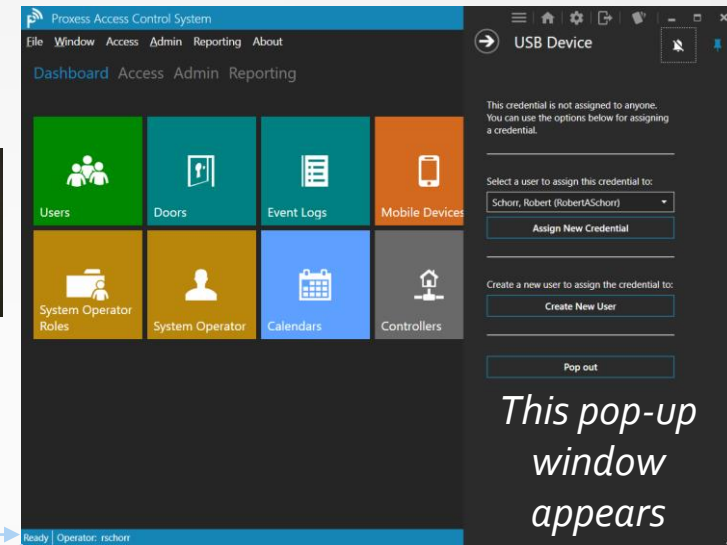 Proxess Access Control System
File Window Access Admin Reporting About
Dashboard Access Admin Reporting
Users
Doors
Event Logs
Mobile Devices
System Operator
Roles
System Operator
Calendars
Controllers
Ready Operator: rschorr
USB Device
This credential is not assigned to anyone.
You can use the options below for assigning
a credential.
Select a user to assign this credential to:
Schorr, Robert (RobertASchorr)
Assign New Credential
Create a new user to assign the credential to:
Create New User
Pop out
This pop-up
window
appears